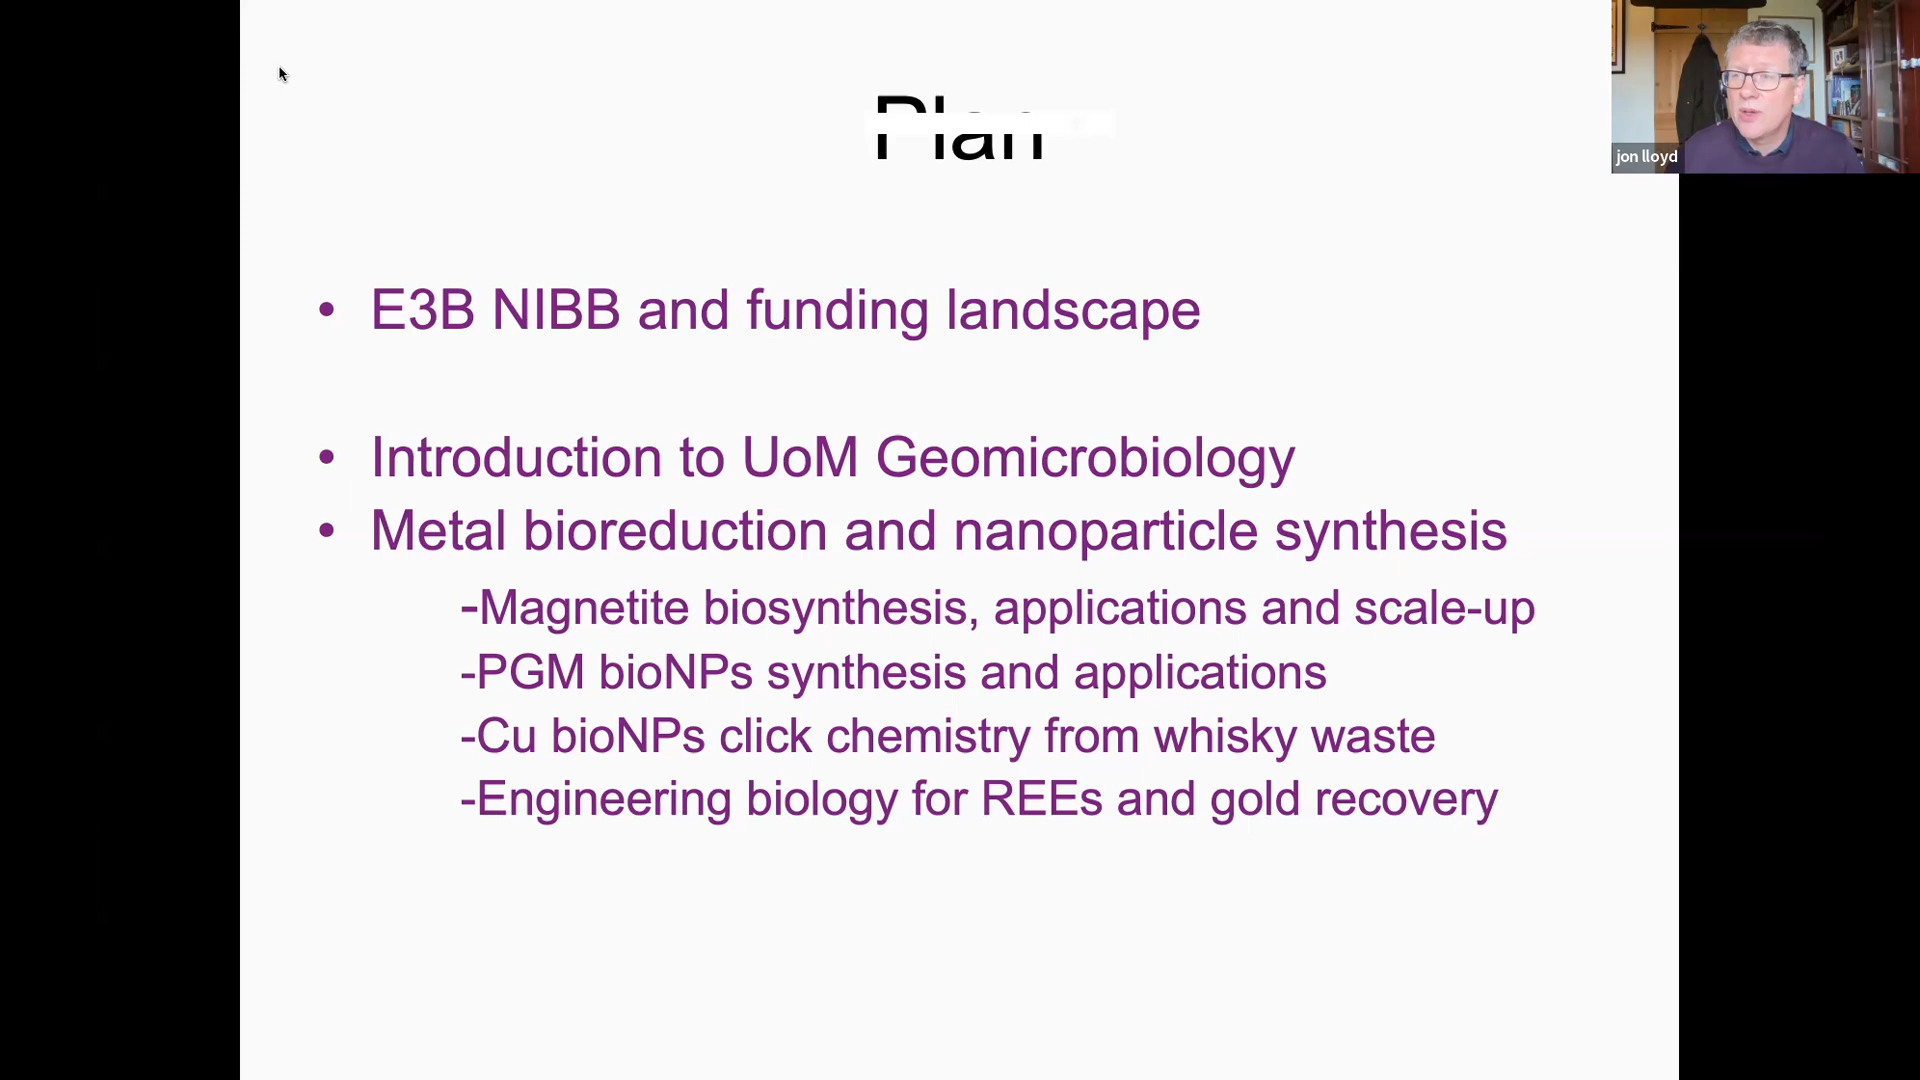 Plan
• E3B NIBB and funding landscape
• Introduction to UoM Geomicrobiology
• Metal bioreduction and nanoparticle synthesis
-Magnetite biosynthesis, applications and scale-up
-PGM bioNPs synthesis and applications
-Cu bioNPs click chemistry from whisky waste
-Engineering biology for REEs and gold recovery
jon lloyd